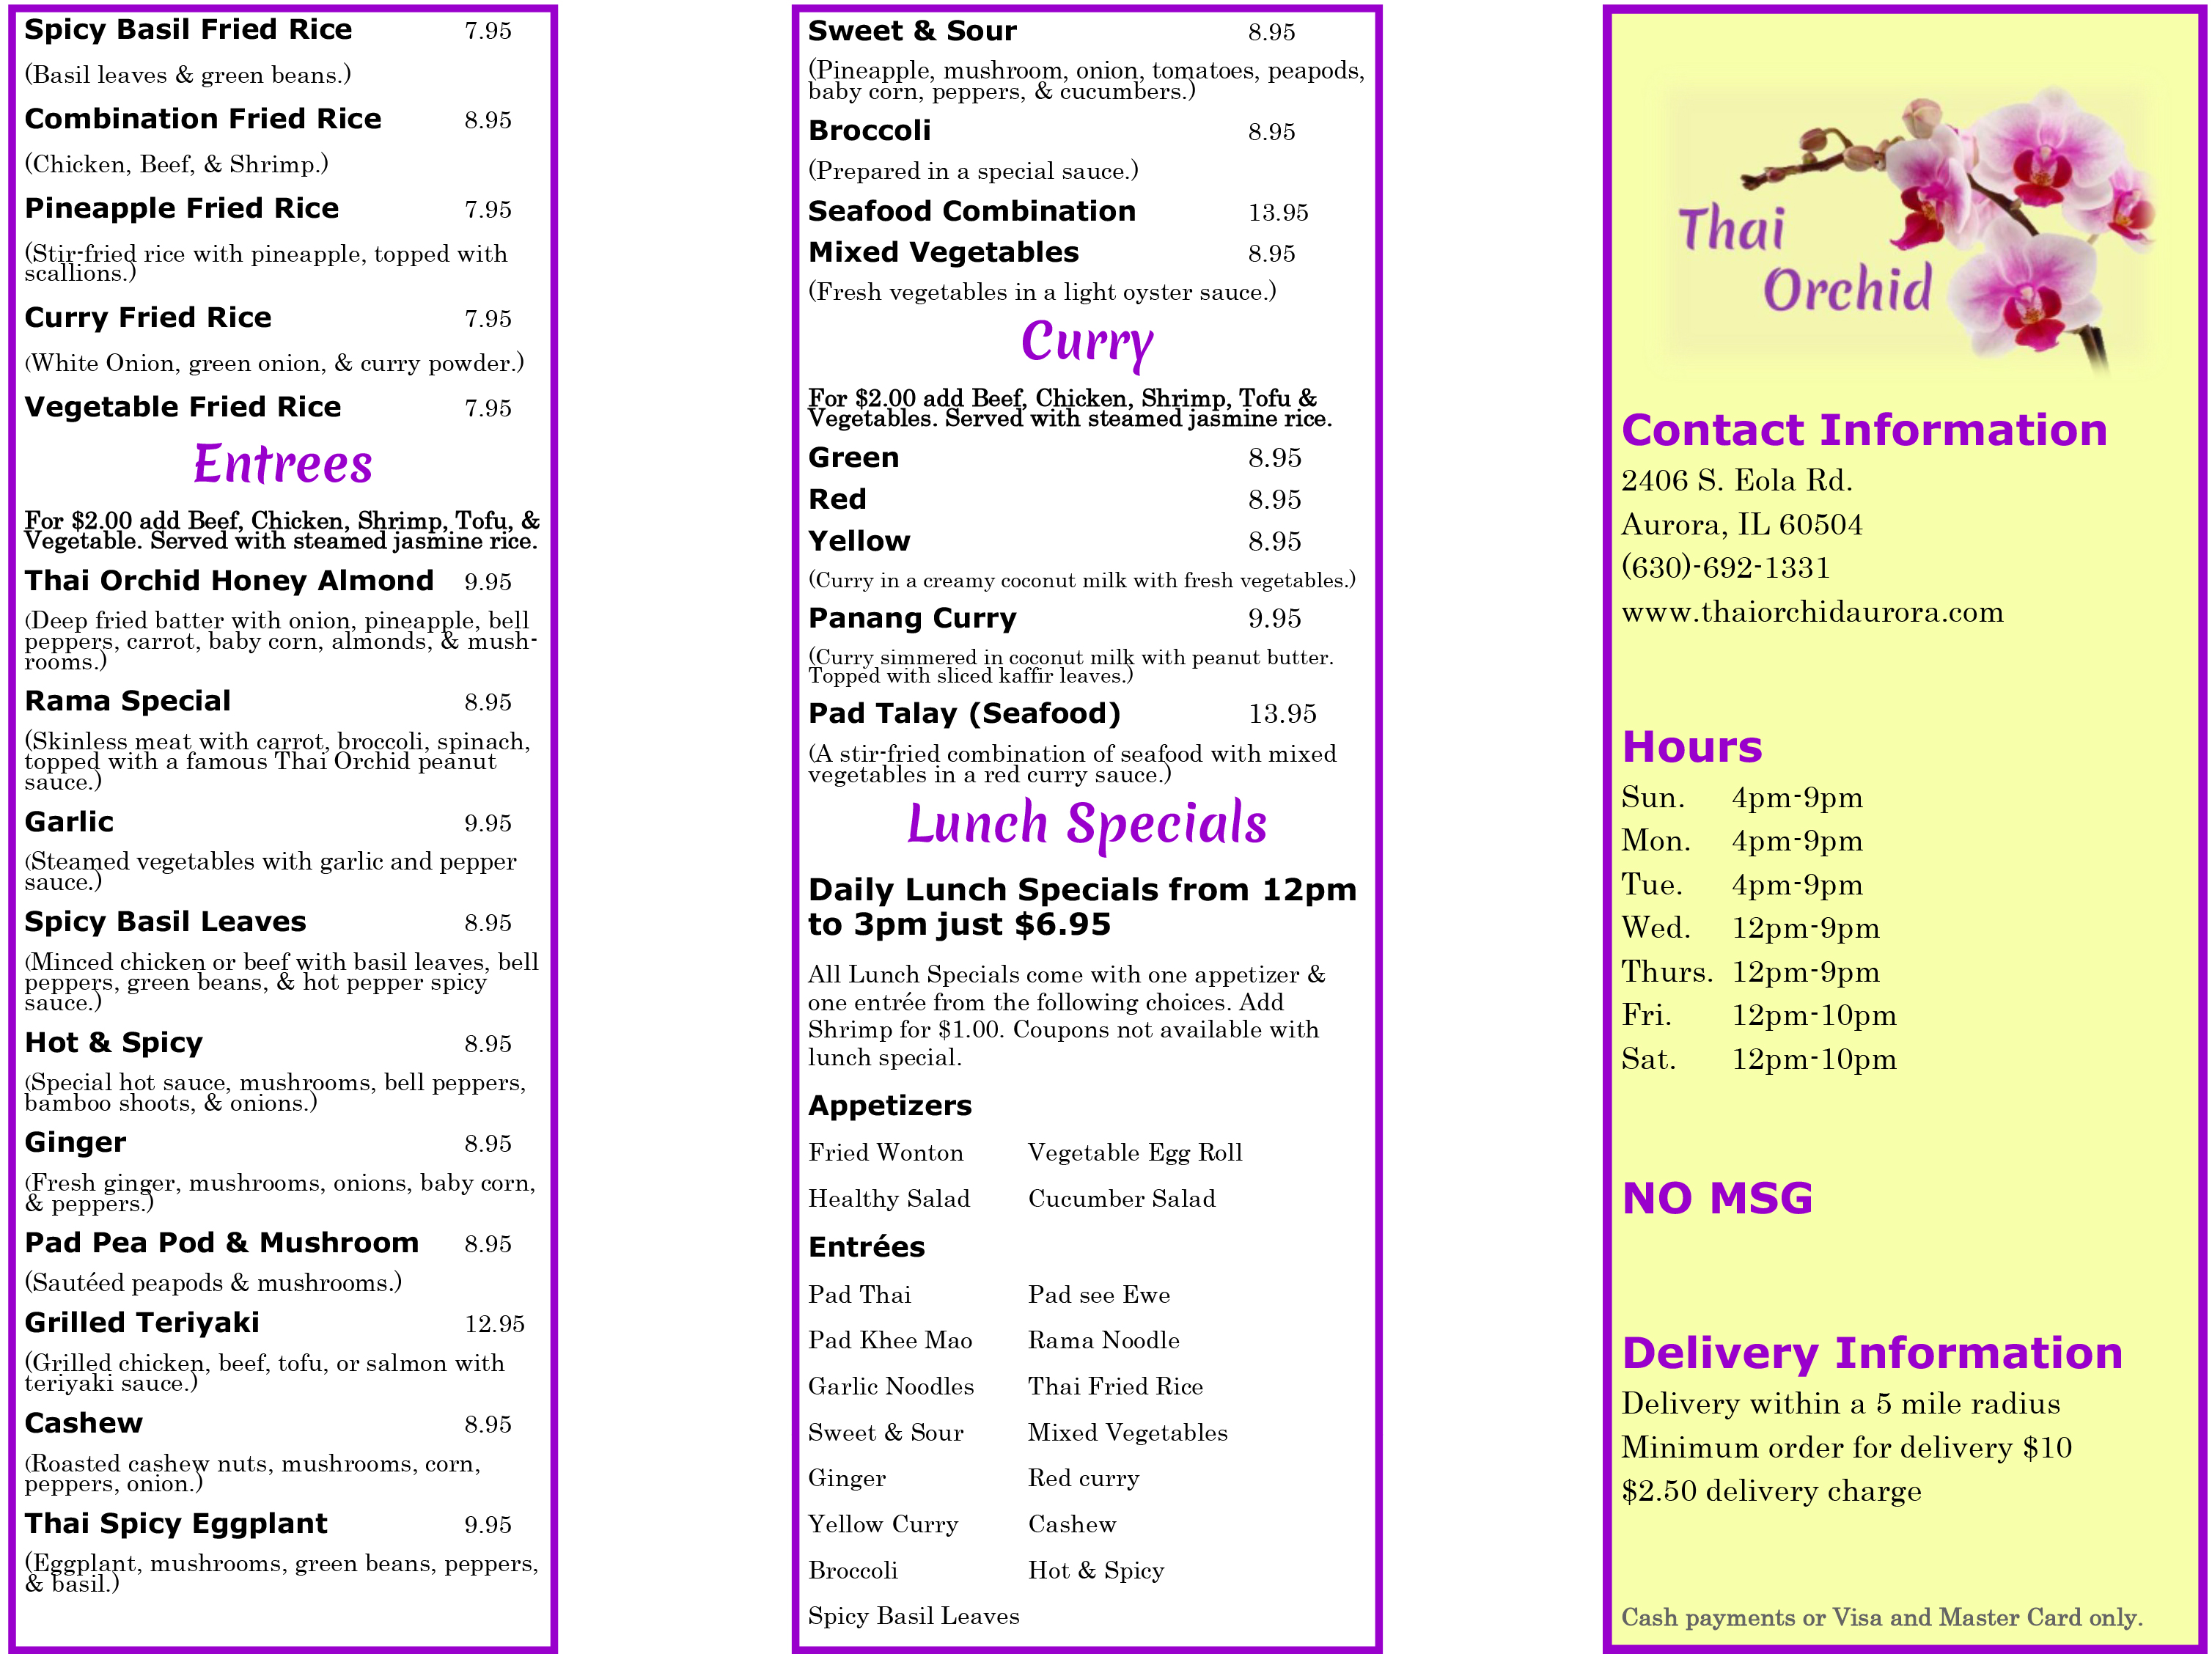 Spicy Basil Fried Rice 7.95
(Basil leaves & green beans.)
Combination Fried Rice 8.95
(Chicken, Beef, & Shrimp.)
Pineapple Fried Rice 7.95
(Stir-fried rice with pineapple, topped with
scallions.)
Curry Fried Rice 7.95
(White Onion, green onion, & curry powder.)
Vegetable Fried Rice 7.95
Entrees
For $2.00 add Beef, Chicken, Shrimp, Tofu, &
Vegetable. Served with steamed jasmine rice.
Thai Orchid Honey Almond 9.95
(Deep fried batter with onion, pineapple, bell
peppers, carrot, baby corn, almonds, & mush-
rooms.)
Rama Special 8.95
(Skinless meat with carrot, broccoli, spinach,
topped with a famous Thai Orchid peanut
sauce.)
Garlic 9.95
(Steamed vegetables with garlic and pepper
sauce.)
Spicy Basil Leaves 8.95
(Minced chicken or beef with basil leaves, bell
peppers, green beans, & hot pepper spicy
sauce.)
Hot & Spicy 8.95
(Special hot sauce, mushrooms, bell peppers,
bamboo shoots, & onions.)
Ginger 8.95
(Fresh ginger, mushrooms, onions, baby corn,
& peppers.)
Pad Pea Pod & Mushroom 8.95
(Sautéed peapods & mushrooms.)
Grilled Teriyaki 12.95
(Grilled chicken, beef, tofu, or salmon with
teriyaki sauce.)
Cashew 8.95
(Roasted cashew nuts, mushrooms, corn,
peppers, onion.)
Thai Spicy Eggplant 9.95
(Eggplant, mushrooms, green beans, peppers,
& basil.)
Sweet & Sour 8.95
(Pineapple, mushroom, onion, tomatoes, peapods,
baby corn, peppers, & cucumbers.)
Broccoli 8.95
(Prepared in a special sauce.)
Seafood Combination 13.95
Mixed Vegetables 8.95
(Fresh vegetables in a light oyster sauce.)
Curry
For $2.00 add Beef, Chicken, Shrimp, Tofu &
Vegetables. Served with steamed jasmine rice.
Green 8.95
Red 8.95
Yellow 8.95
(Curry in a creamy coconut milk with fresh vegetables.)
Panang Curry 9.95
(Curry simmered in coconut milk with peanut butter.
Topped with sliced kaffir leaves.)
Pad Talay (Seafood) 13.95
(A stir-fried combination of seafood with mixed
vegetables in a red curry sauce.)
Lunch Specials
Daily Lunch Specials from 12pm
to 3pm just $6.95
All Lunch Specials come with one appetizer &
one entrée from the following choices. Add
Shrimp for $1.00. Coupons not available with
lunch special.
Appetizers
Fried Wonton Vegetable Egg Roll
Healthy Salad Cucumber Salad
Entrées
Pad Thai Pad see Ewe
Pad Khee Mao Rama Noodle
Garlic Noodles Thai Fried Rice
Sweet & Sour Mixed Vegetables
Ginger Red curry
Yellow Curry Cashew
Broccoli Hot & Spicy
Spicy Basil Leaves
Thai
Orchid
Contact Information
2406 S. Eola Rd.
Aurora, IL 60504
(630)-692-1331
www.thaiorchidaurora.com
Hours
Sun. 4pm-9pm
Mon. 4pm-9pm
Tue. 4pm-9pm
Wed. 12pm-9pm
Thurs. 12pm-9pm
Fri. 12pm-10pm
Sat. 12pm-10pm
NO MSG
Delivery Information
Delivery within a 5 mile radius
Minimum order for delivery $10
$2.50 delivery charge
Cash payments or Visa and Master Card only.